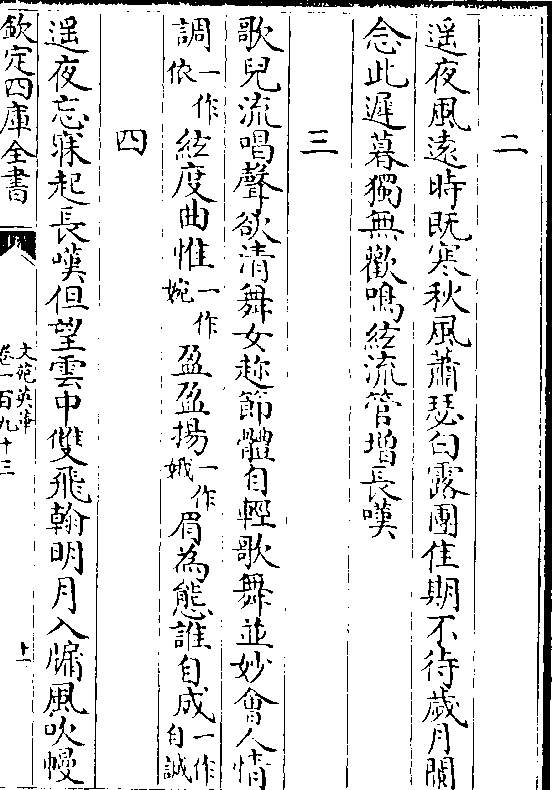 二
遥夜風遠時既寒秋風蕭瑟白露團佳期不待歲月闌
念此遲暮獨無歡鳴絃流管增長嘆
三
歌兒流唱聲欲清舞女趂節體自輕歌舞並妙會人情
調一作依絃度曲惟一作婉盈盈揚一作娥眉為態誰自成一作自誠
四
遥夜忘寐起長嘆但望雲中雙飛翰明月入牖風吹幔
欽定四庫全書
文苑英華
卷一百九十三
十一